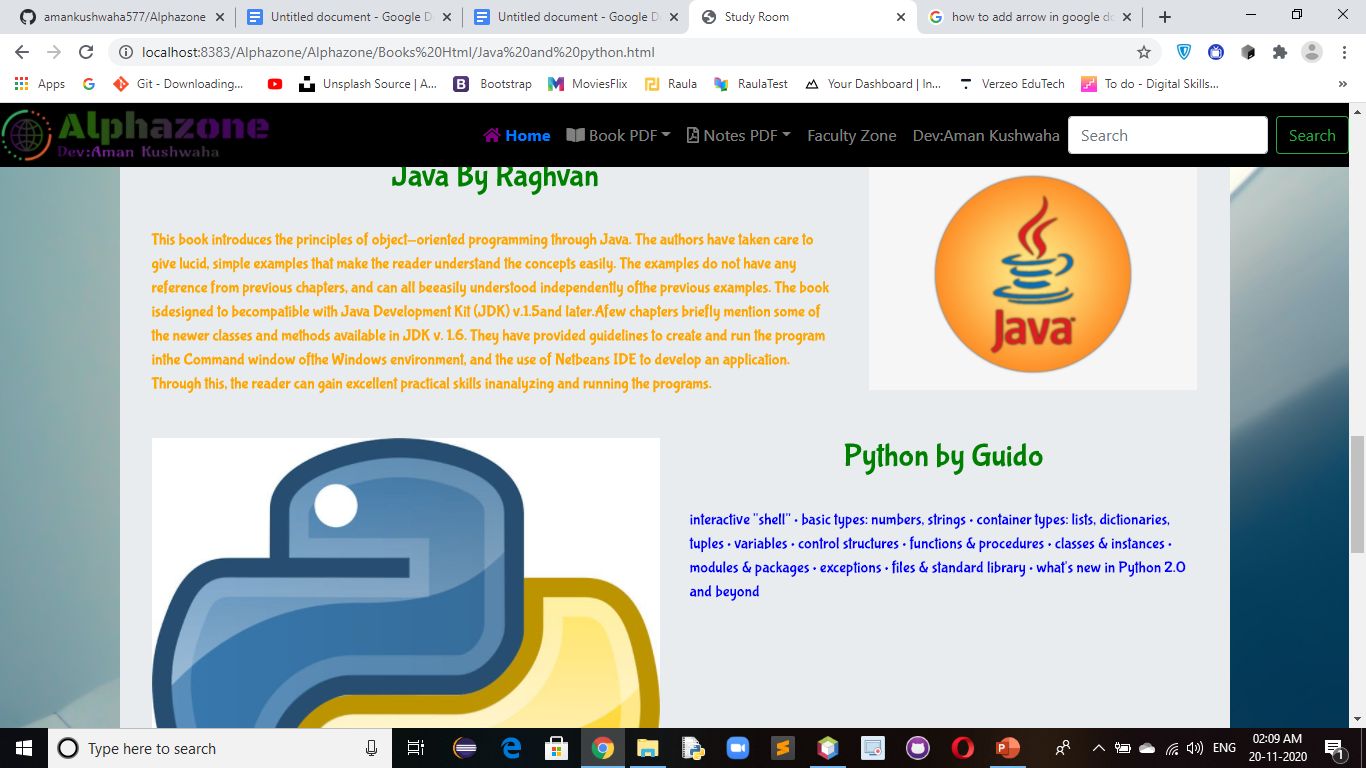 amankushwaha577/Alphazone
Untitled document - Google D
Untitled document - Google D
Study Room
how to add arrow in google do
localhost:8383/Alphazone/Alphazone/Books%20Html/Java%20and%20python.html
Apps
Git - Downloading...
Unsplash Source | A...
Bootstrap
MoviesFlix
Raula
RaulaTest
Your Dashboard | In...
Verzeo EduTech
To do - Digital Skills...
»
Alphazone
Dev:Aman Kushwaha
Home
Book PDF
Notes PDF
Faculty Zone
Dev:Aman Kushwaha
Search
Search
Java By Raghvan
This book introduces the principles of object-oriented programming through Java. The authors have taken care to
give lucid, simple examples that make the reader understand the concepts easily. The examples do not have any
reference from previous chapters, and can all beeasily understood independently ofthe previous examples. The book
isdesigned to becompatible with Java Development Kit (JDK) v.1.5and later.Afew chapters briefly mention some of
the newer classes and methods available in JDK v. 1.6. They have provided guidelines to create and run the program
inthe Command window ofthe Windows environment, and the use of Netbeans IDE to develop an application.
Through this, the reader can gain excellent practical skills inanalyzing and running the programs.
Java
Python by Guido
interactive "shell" • basic types: numbers, strings • container types: lists, dictionaries,
tuples • variables • control structures • functions & procedures • classes & instances •
modules & packages • exceptions • files & standard library • what's new in Python 2.0
and beyond
Type here to search
ENG
02:09 AM
20-11-2020
1